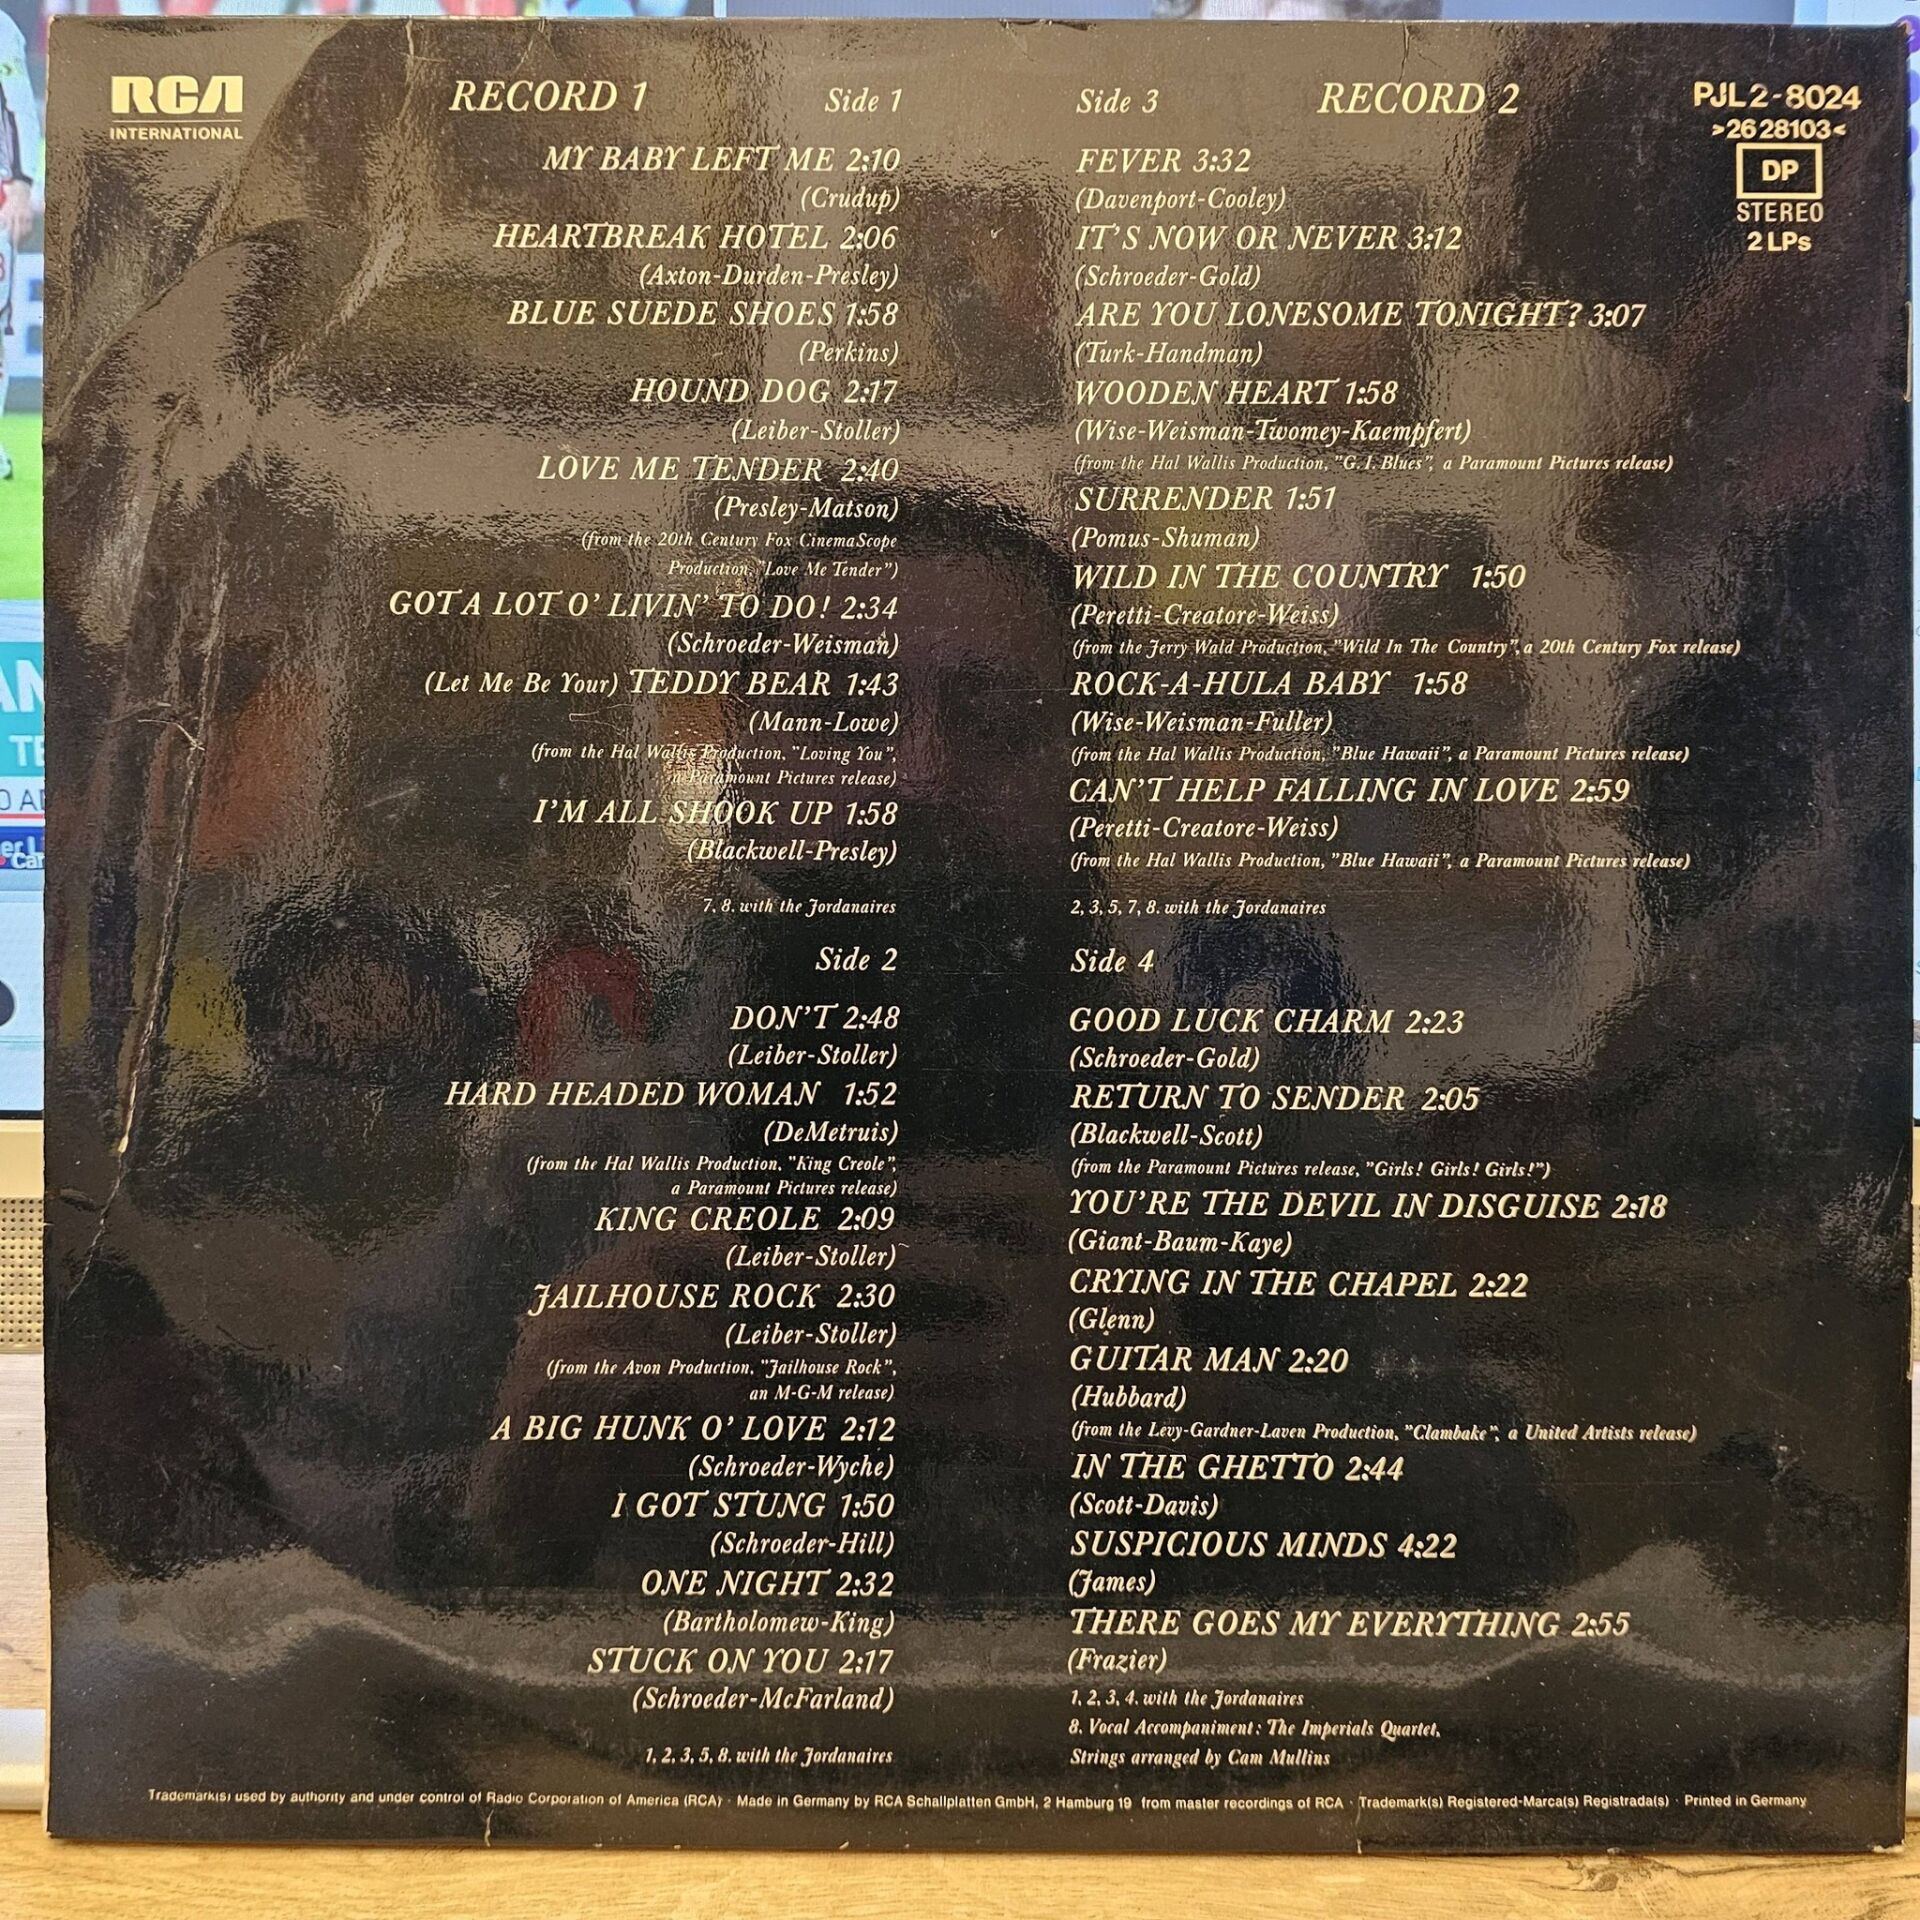 RCA
INTERNATIONAL
RECORD 1
Side 1
MY BABY LEFT ME 2:10
(Crudup)
HEARTBREAK HOTEL 2:06
(Axton-Durden-Presley)
BLUE SUEDE SHOES 1:58
(Perkins)
HOUND DOG 2:17
(Leiber-Stoller)
LOVE ME TENDER 2:40
(Presley-Matson)
(from the 20th Century Fox CinemaScope
Production, "Love Me Tender")
GOT A LOT O' LIVIN' TO DO! 2:34
(Schroeder-Weisman)
(Let Me Be Your) TEDDY BEAR 1:43
(Mann-Lowe)
(from the Hal Wallis Production, "Loving You",
a Paramount Pictures release)
I'M ALL SHOOK UP 1:58
(Blackwell-Presley)
7, 8. with the Jordanaires
Side 2
DON'T 2:48
(Leiber-Stoller)
HARD HEADED WOMAN 1:52
(DeMetruis)
(from the Hal Wallis Production, "King Creole",
a Paramount Pictures release)
KING CREOLE 2:09
(Leiber-Stoller)
JAILHOUSE ROCK 2:30
(Leiber-Stoller)
(from the Avon Production, "Jailhouse Rock",
an M-G-M release)
A BIG HUNK O' LOVE 2:12
(Schroeder-Wyche)
I GOT STUNG 1:50
(Schroeder-Hill)
ONE NIGHT 2:32
(Bartholomew-King)
STUCK ON YOU 2:17
(Schroeder-McFarland)
1, 2, 3, 5, 8. with the Jordanaires
Side 3
RECORD 2
FEVER 3:32
(Davenport-Cooley)
IT'S NOW OR NEVER 3:12
(Schroeder-Gold)
ARE YOU LONESOME TONIGHT? 3:07
(Turk-Handman)
WOODEN HEART 1:58
(Wise-Weisman-Twomey-Kaempfert)
(from the Hal Wallis Production, "G. I. Blues", a Paramount Pictures release)
SURRENDER 1:51
(Pomus-Shuman)
WILD IN THE COUNTRY 1:50
(Peretti-Creatore-Weiss)
(from the Jerry Wald Production, "Wild In The Country", a 20th Century Fox release)
ROCK-A-HULA BABY 1:58
(Wise-Weisman-Fuller)
(from the Hal Wallis Production, "Blue Hawaii", a Paramount Pictures release)
CAN'T HELP FALLING IN LOVE 2:59
(Peretti-Creatore-Weiss)
(from the Hal Wallis Production, "Blue Hawaii", a Paramount Pictures release)
2, 3, 5, 7, 8. with the Jordanaires
Side 4
GOOD LUCK CHARM 2:23
(Schroeder-Gold)
RETURN TO SENDER 2:05
(Blackwell-Scott)
(from the Paramount Pictures release, "Girls! Girls! Girls!")
YOU'RE THE DEVIL IN DISGUISE 2:18
(Giant-Baum-Kaye)
CRYING IN THE CHAPEL 2:22
(Glenn)
GUITAR MAN 2:20
(Hubbard)
(from the Levy-Gardner-Laven Production, "Clambake", a United Artists release)
IN THE GHETTO 2:44
(Scott-Davis)
SUSPICIOUS MINDS 4:22
(James)
THERE GOES MY EVERYTHING 2:55
(Frazier)
1, 2, 3, 4. with the Jordanaires
8. Vocal Accompaniment: The Imperials Quartet,
Strings arranged by Cam Mullins
PJL 2-8024
>26 28103<
DP
STEREO
2 LPs
Trademark(s) used by authority and under control of Radio Corporation of America (RCA) · Made in Germany by RCA Schallplatten GmbH, 2 Hamburg 19 from master recordings of RCA · Trademark(s) Registered-Marca(s) Registrada(s) · Printed in Germany